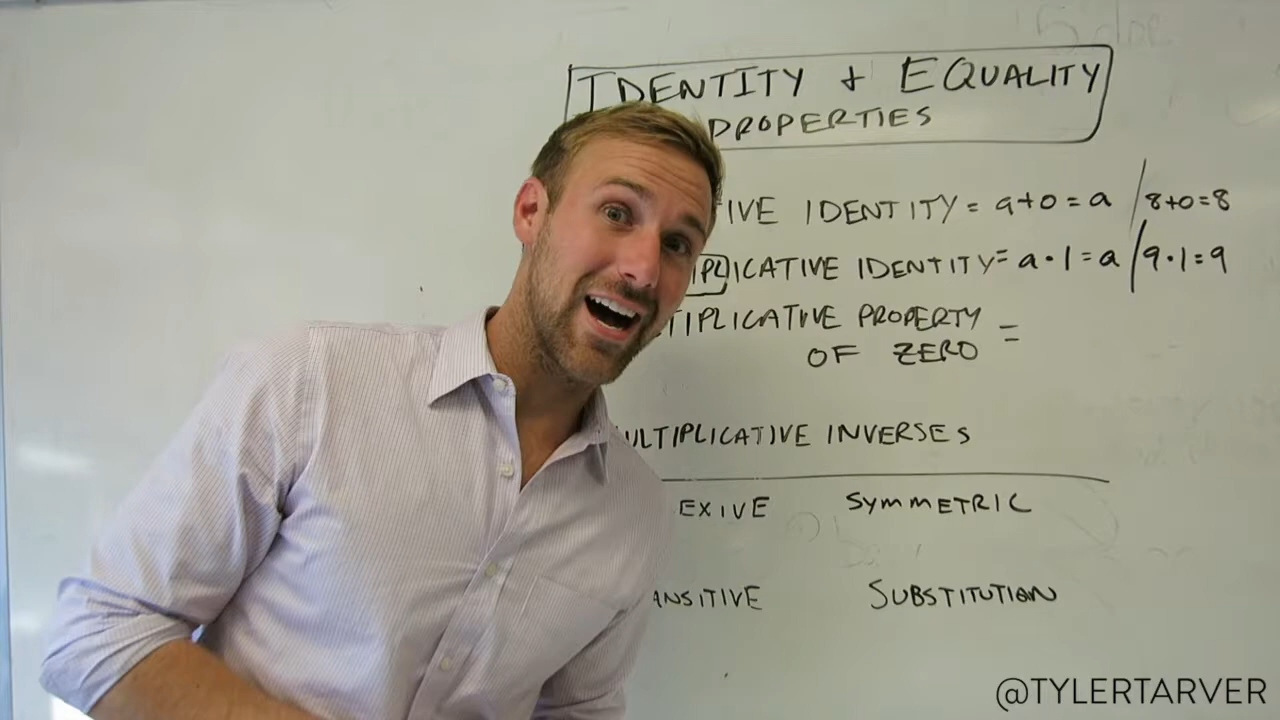 IDENTITY + EQUALITY
PROPERTIES
IVE IDENTITY = a+0 = a / 8+0=8
IPLICATIVE IDENTITY = a·1 = a / 9·1=9
TIPLICATIVE PROPERTY
OF ZERO =
ULTIPLICATIVE INVERSES
EXIVE SYMMETRIC
ANSITIVE SUBSTITUTION
@TYLERTARVER